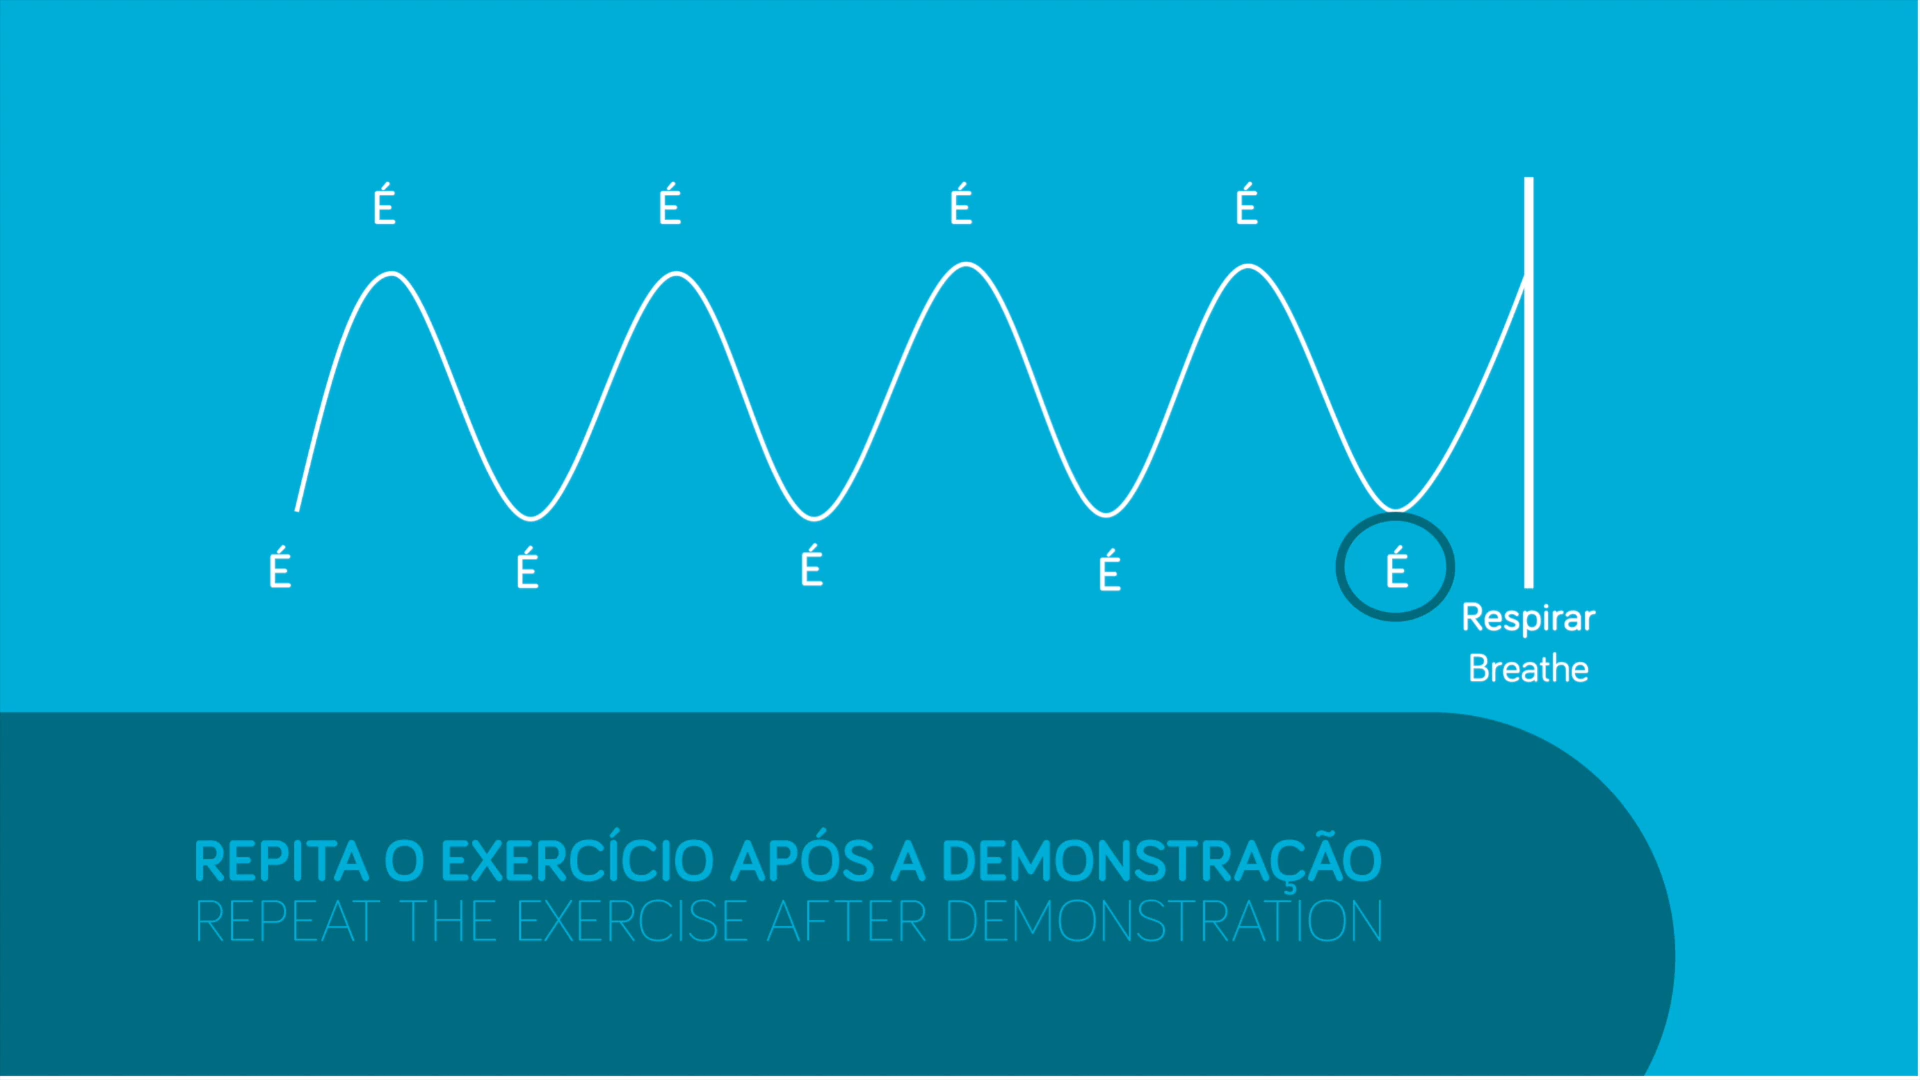 É É É É
É É É É É
Respirar
Breathe
REPITA O EXERCÍCIO APÓS A DEMONSTRAÇÃO
REPEAT THE EXERCISE AFTER DEMONSTRATION